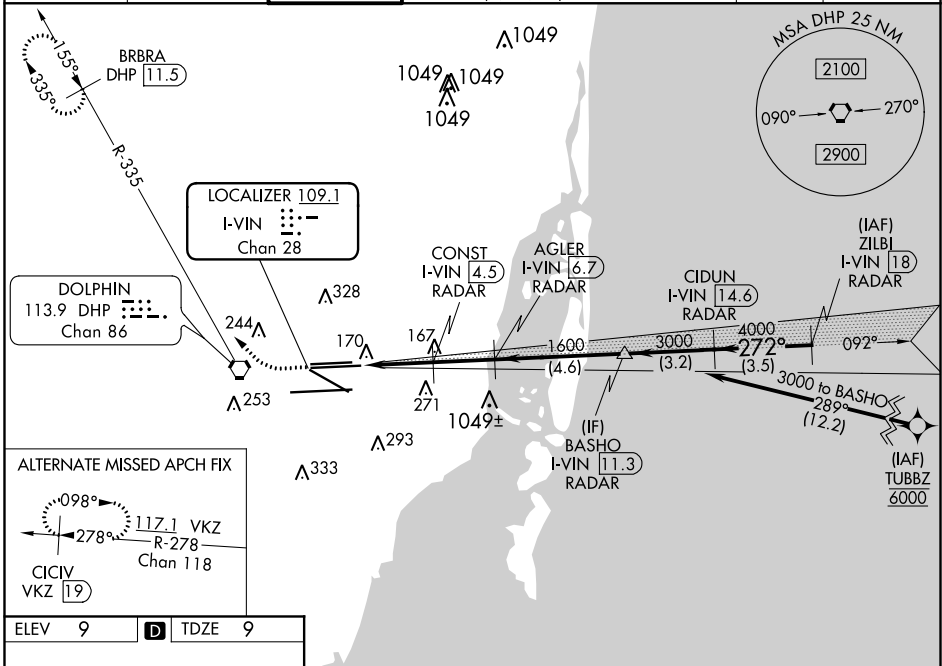 1049
1049
1049
1049
BRBRA
DHP 11.5
155°
335°
R-335
MSA DHP 25 NM
2100
090°
270°
2900
LOCALIZER 109.1
I-VIN
Chan 28
DOLPHIN
113.9 DHP
Chan 86
244
253
328
170
167
271
293
333
1049±
CONST
I-VIN 4.5
RADAR
AGLER
I-VIN 6.7
RADAR
CIDUN
I-VIN 14.6
RADAR
(IAF)
ZILBI
I-VIN 18
RADAR
1600
(4.6)
3000
(3.2)
4000
272°
(3.5)
092°
3000 to BASHO
289°
(12.2)
(IF)
BASHO
I-VIN 11.3
RADAR
(IAF)
TUBBZ
6000
ALTERNATE MISSED APCH FIX
098°
278°
117.1 VKZ
R-278
Chan 118
CICIV
VKZ 19
ELEV 9 D TDZE 9